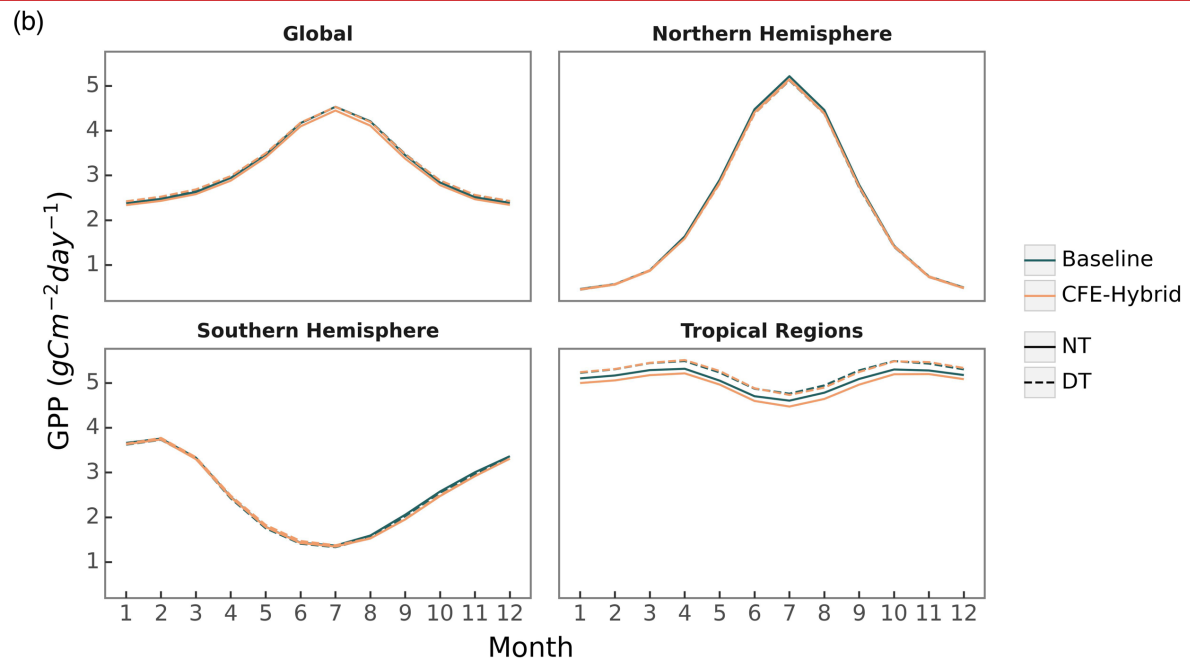 (b)
Global
Northern Hemisphere
5
4
3
2
1
Southern Hemisphere
Tropical Regions
5
4
3
2
1
GPP (gCm⁻²day⁻¹)
1 2 3 4 5 6 7 8 9 10 11 12
1 2 3 4 5 6 7 8 9 10 11 12
Month
Baseline
CFE-Hybrid
NT
DT